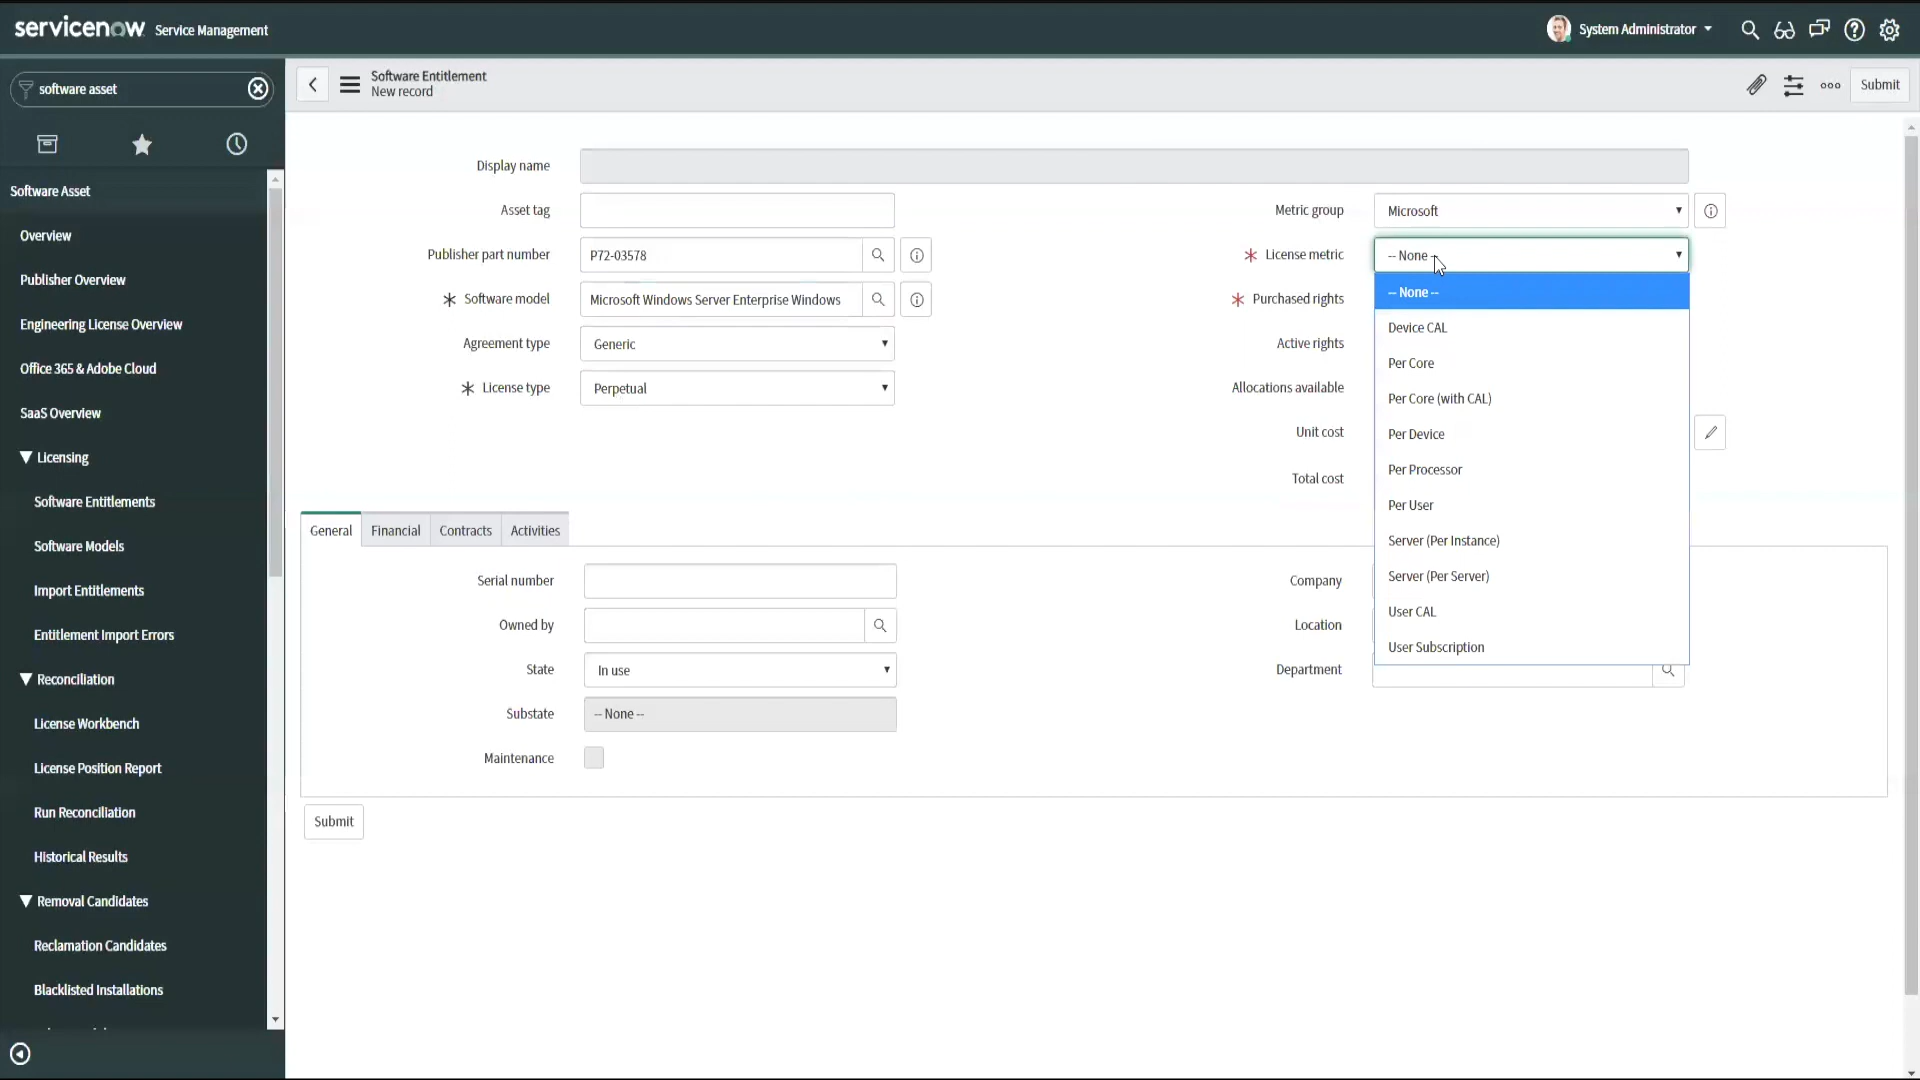 servicenow Service Management
System Administrator
software asset
Software Entitlement
New record
Submit
Software Asset
Overview
Publisher Overview
Engineering License Overview
Office 365 & Adobe Cloud
SaaS Overview
Licensing
Software Entitlements
Software Models
Import Entitlements
Entitlement Import Errors
Reconciliation
License Workbench
License Position Report
Run Reconciliation
Historical Results
Removal Candidates
Reclamation Candidates
Blacklisted Installations
Display name
Asset tag
Publisher part number P72-03578
Software model Microsoft Windows Server Enterprise Windows
Agreement type Generic
License type Perpetual
Metric group Microsoft
License metric -- None --
Purchased rights
Active rights
Allocations available
Unit cost
Total cost
-- None --
Device CAL
Per Core
Per Core (with CAL)
Per Device
Per Processor
Per User
Server (Per Instance)
Server (Per Server)
User CAL
User Subscription
General Financial Contracts Activities
Serial number
Owned by
State In use
Substate -- None --
Maintenance
Company
Location
Department
Submit